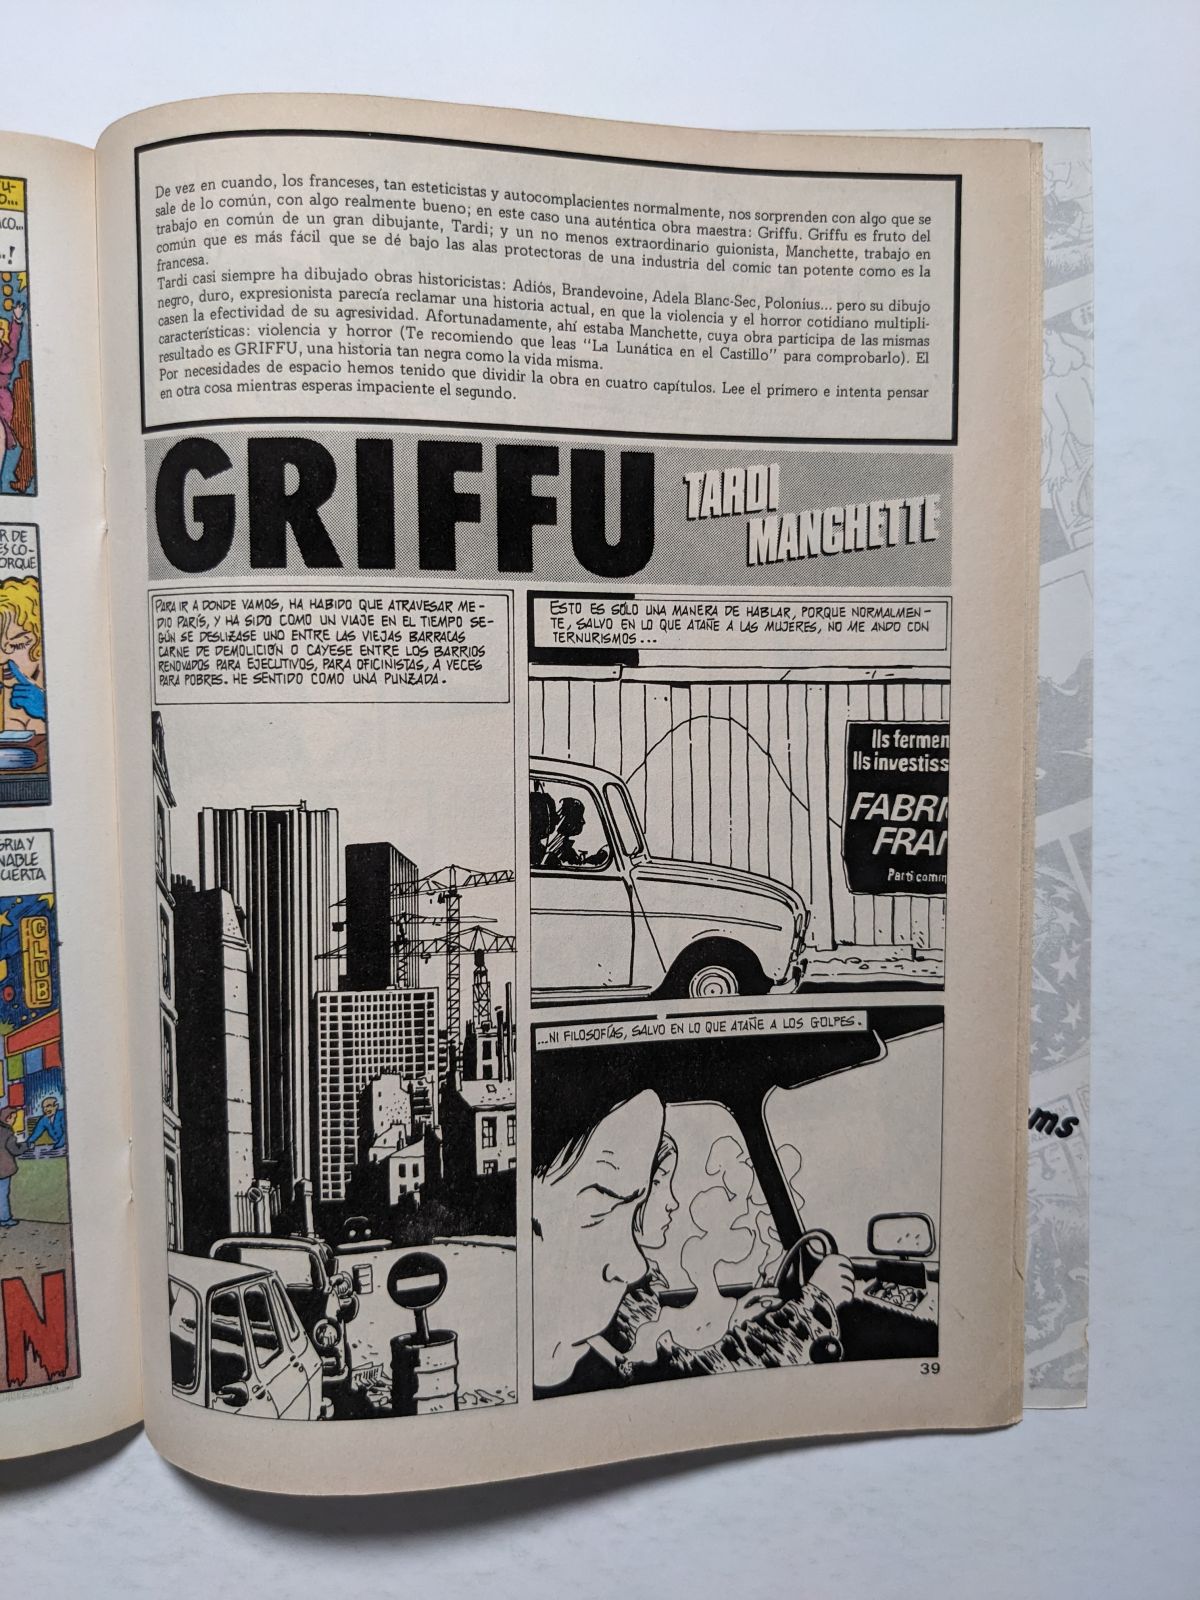 U-
O...
ACO...
..!
R DE
ES CO-
ORQUE
GRIA Y
NABLE
UERTA
CLUB
N
De vez en cuando, los franceses, tan esteticistas y autocomplacientes normalmente, nos sorprenden con algo que se
sale de lo común, con algo realmente bueno; en este caso una auténtica obra maestra: Griffu. Griffu es fruto del
trabajo en común de un gran dibujante, Tardi; y un no menos extraordinario guionista, Manchette, trabajo en
común que es más fácil que se dé bajo las alas protectoras de una industria del comic tan potente como es la
francesa.
Tardi casi siempre ha dibujado obras historicistas: Adiós, Brandevoine, Adela Blanc-Sec, Polonius... pero su dibujo
negro, duro, expresionista parecía reclamar una historia actual, en que la violencia y el horror cotidiano multipli-
casen la efectividad de su agresividad. Afortunadamente, ahí estaba Manchette, cuya obra participa de las mismas
características: violencia y horror (Te recomiendo que leas "La Lunática en el Castillo" para comprobarlo). El
resultado es GRIFFU, una historia tan negra como la vida misma.
Por necesidades de espacio hemos tenido que dividir la obra en cuatro capítulos. Lee el primero e intenta pensar
en otra cosa mientras esperas impaciente el segundo.
GRIFFU
TARDI
MANCHETTE
PARA IR A DONDE VAMOS, HA HABIDO QUE ATRAVESAR ME-
DIO PARÍS, Y HA SIDO COMO UN VIAJE EN EL TIEMPO SE-
GÚN SE DESLIZASE UNO ENTRE LAS VIEJAS BARRACAS
CARNE DE DEMOLICIÓN O CAYESE ENTRE LOS BARRIOS
RENOVADOS PARA EJECUTIVOS, PARA OFICINISTAS, A VECES
PARA POBRES. HE SENTIDO COMO UNA PUNZADA.
ESTO ES SÓLO UNA MANERA DE HABLAR, PORQUE NORMALMEN-
TE, SALVO EN LO QUE ATAÑE A LAS MUJERES, NO ME ANDO CON
TERNURISMOS...
Ils fermen
Ils investiss
FABRI
FRAN
Parti comm
...NI FILOSOFÍAS, SALVO EN LO QUE ATAÑE A LOS GOLPES.
39
oms